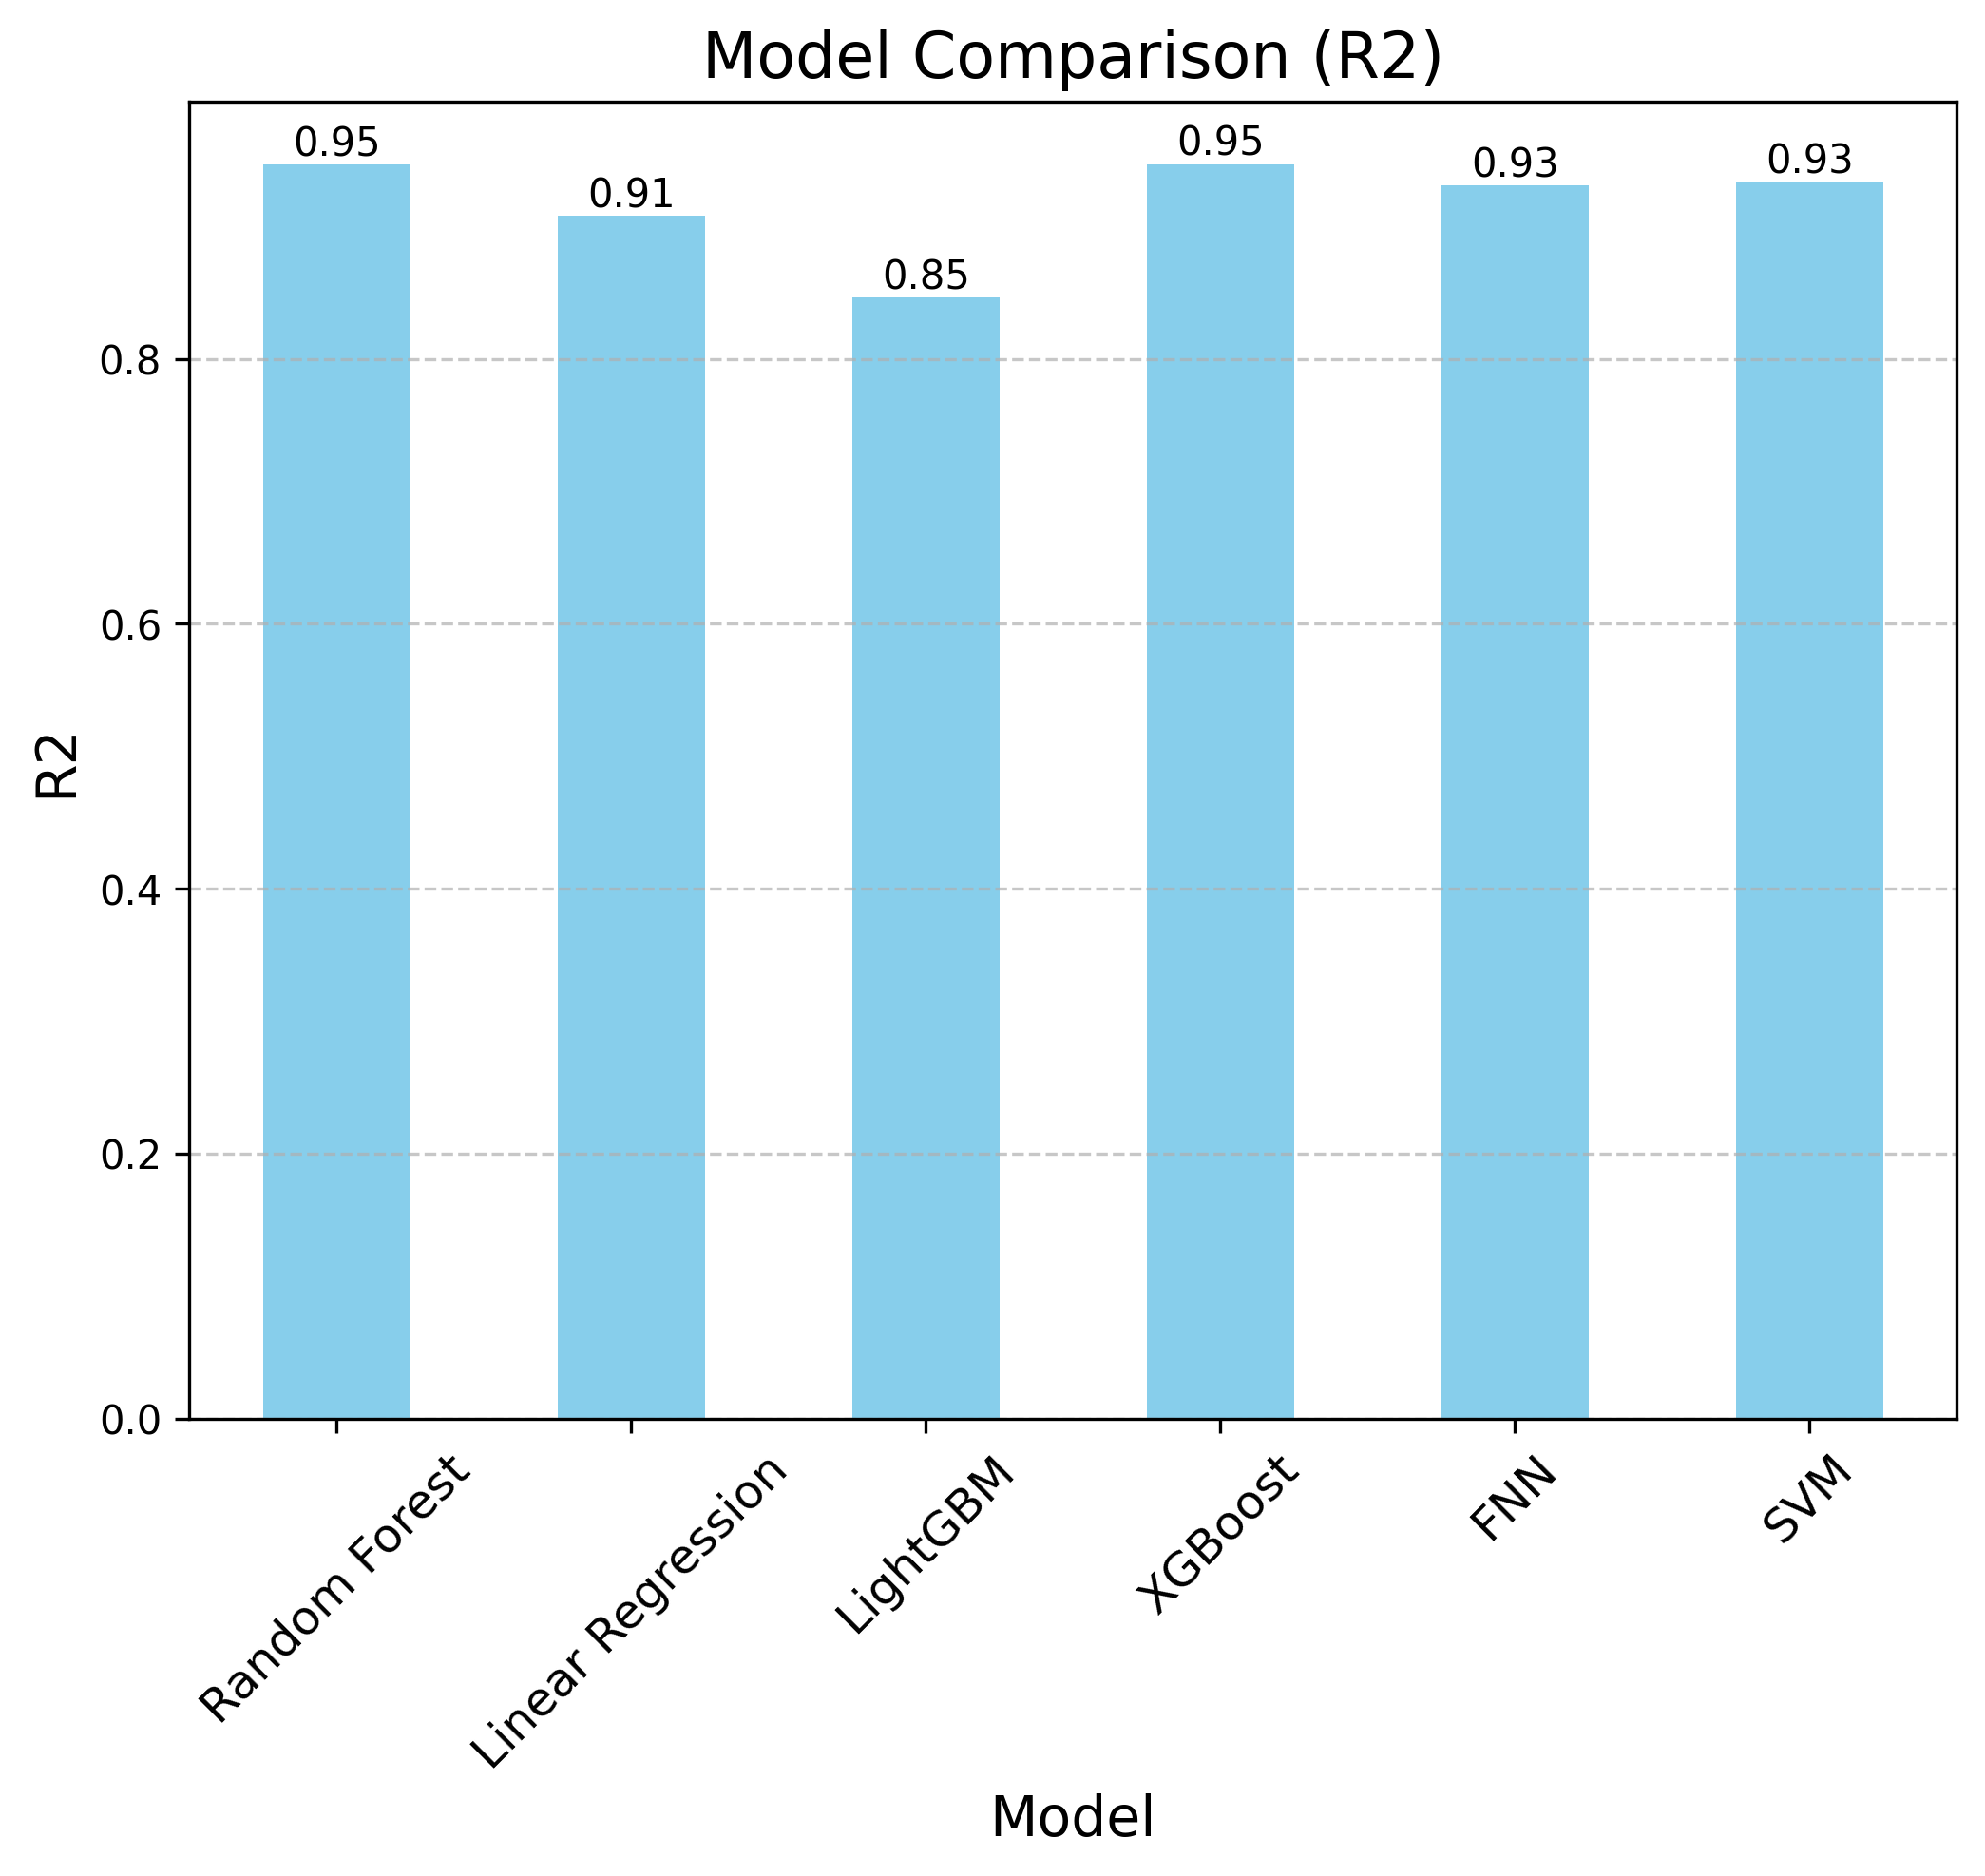 Model Comparison (R2)
0.95
0.91
0.85
0.95
0.93
0.93
0.8
0.6
0.4
0.2
0.0
R2
Random Forest
Linear Regression
LightGBM
XGBoost
FNN
SVM
Model